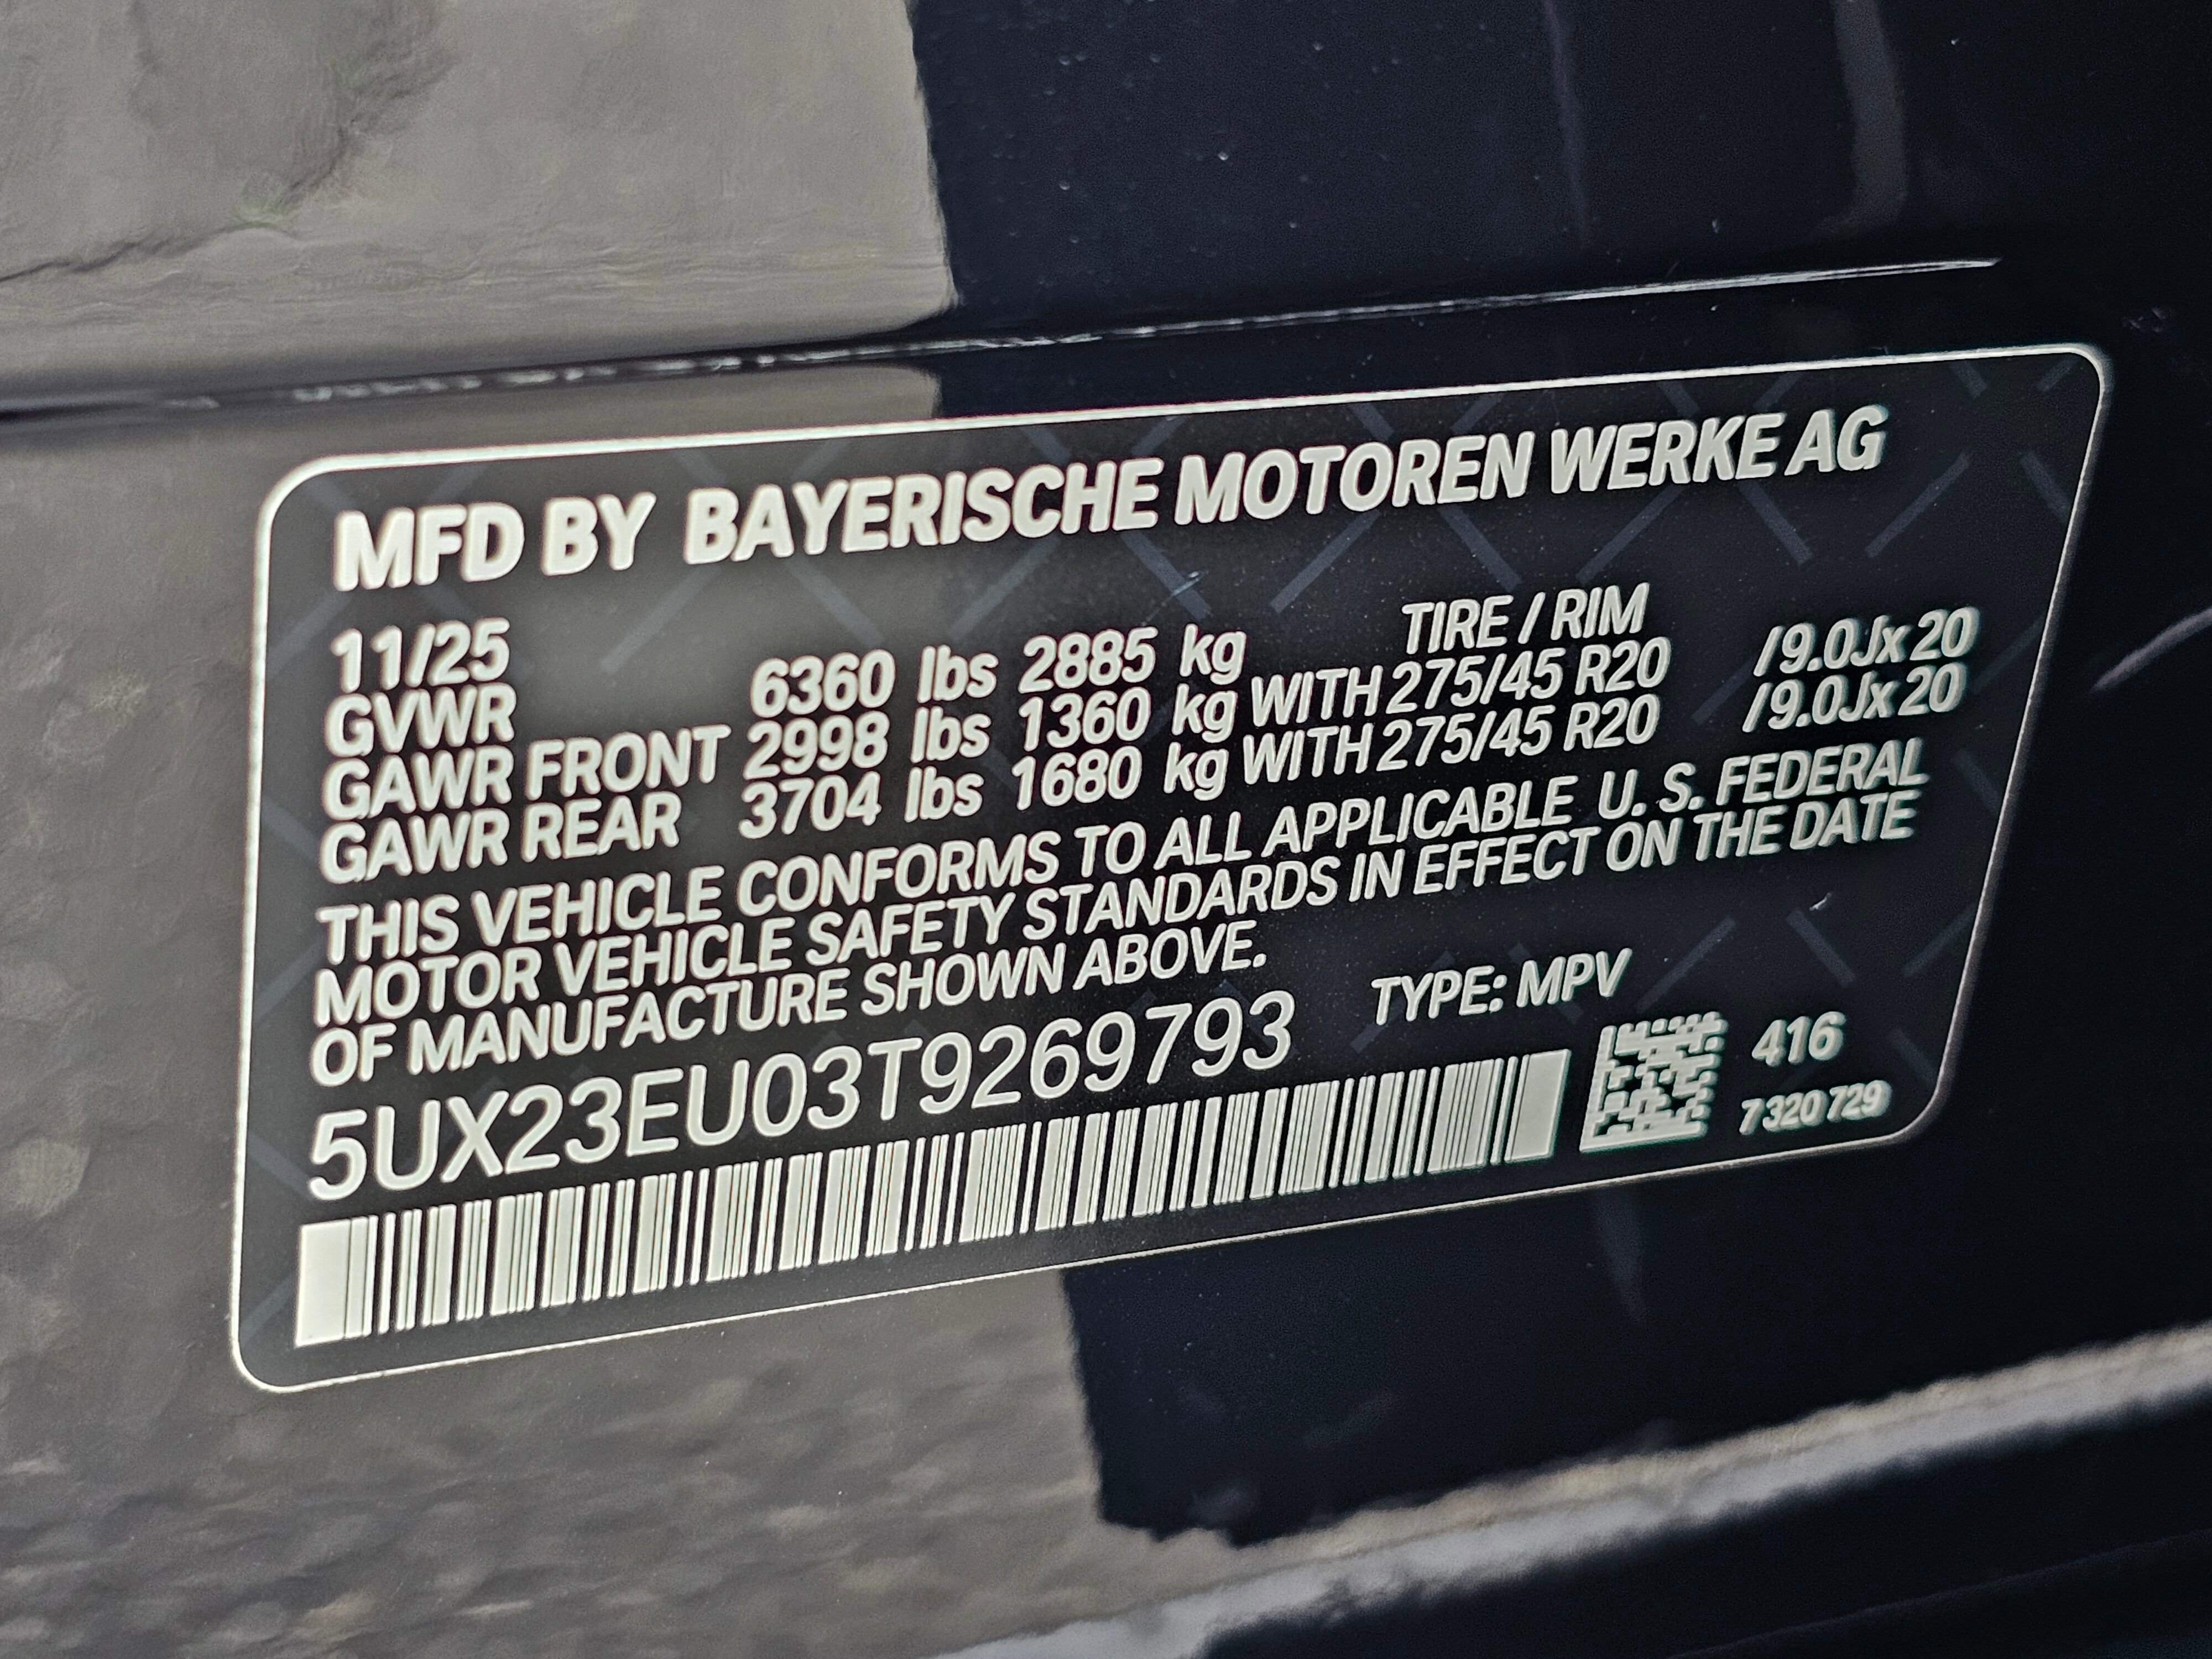 MFD BY BAYERISCHE MOTOREN WERKE AG
11/25 TIRE / RIM
GVWR 6360 lbs 2885 kg
GAWR FRONT 2998 lbs 1360 kg WITH 275/45 R20 /9.0Jx20
GAWR REAR 3704 lbs 1680 kg WITH 275/45 R20 /9.0Jx20
THIS VEHICLE CONFORMS TO ALL APPLICABLE U. S. FEDERAL
MOTOR VEHICLE SAFETY STANDARDS IN EFFECT ON THE DATE
OF MANUFACTURE SHOWN ABOVE.
5UX23EU03T9269793 TYPE: MPV
416
7320729